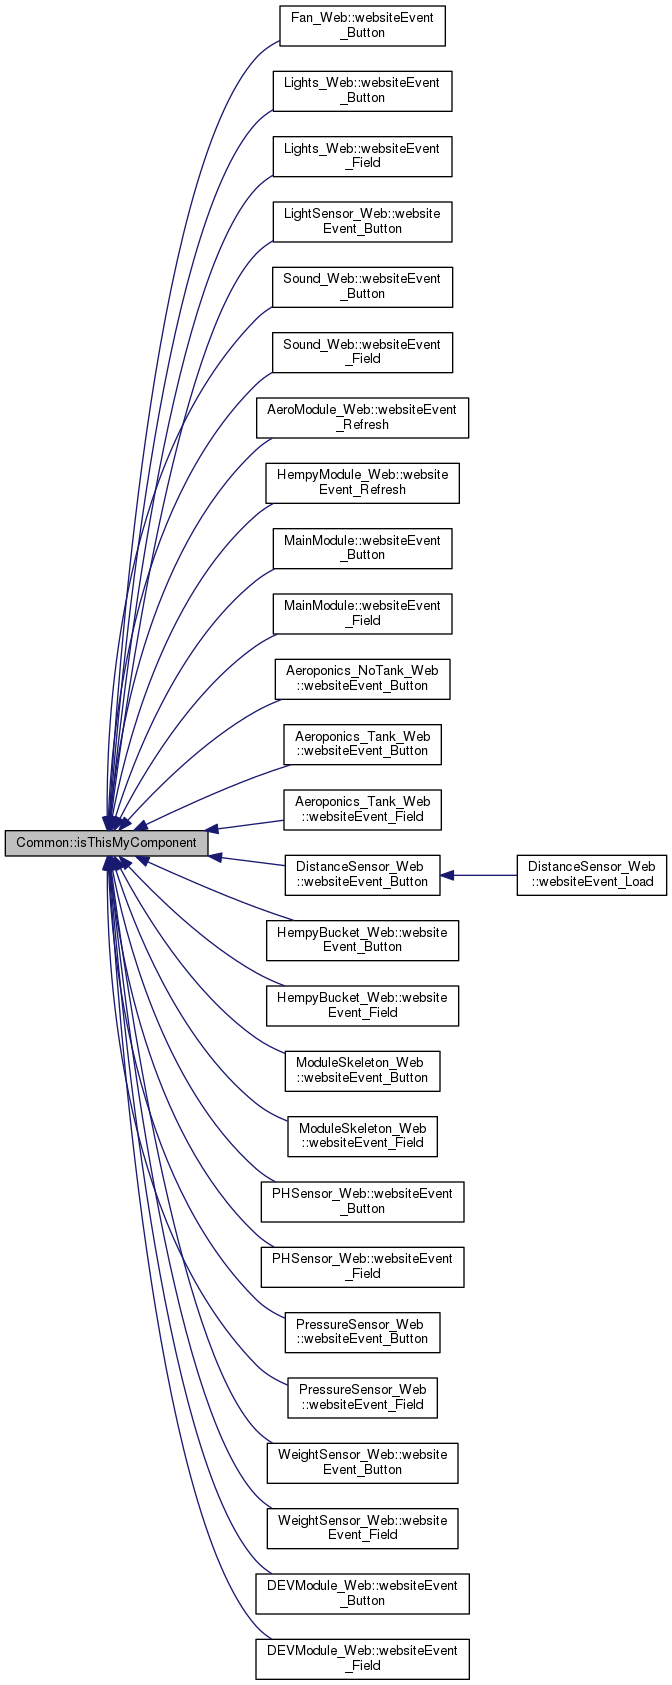 Fan_Web::websiteEvent
_Button
Lights_Web::websiteEvent
_Button
Lights_Web::websiteEvent
_Field
LightSensor_Web::website
Event_Button
Sound_Web::websiteEvent
_Button
Sound_Web::websiteEvent
_Field
AeroModule_Web::websiteEvent
_Refresh
HempyModule_Web::website
Event_Refresh
MainModule::websiteEvent
_Button
MainModule::websiteEvent
_Field
Aeroponics_NoTank_Web
::websiteEvent_Button
Aeroponics_Tank_Web
::websiteEvent_Button
Aeroponics_Tank_Web
::websiteEvent_Field
Common::isThisMyComponent
DistanceSensor_Web
::websiteEvent_Button
DistanceSensor_Web
::websiteEvent_Load
HempyBucket_Web::website
Event_Button
HempyBucket_Web::website
Event_Field
ModuleSkeleton_Web
::websiteEvent_Button
ModuleSkeleton_Web
::websiteEvent_Field
PHSensor_Web::websiteEvent
_Button
PHSensor_Web::websiteEvent
_Field
PressureSensor_Web
::websiteEvent_Button
PressureSensor_Web
::websiteEvent_Field
WeightSensor_Web::website
Event_Button
WeightSensor_Web::website
Event_Field
DEVModule_Web::websiteEvent
_Button
DEVModule_Web::websiteEvent
_Field